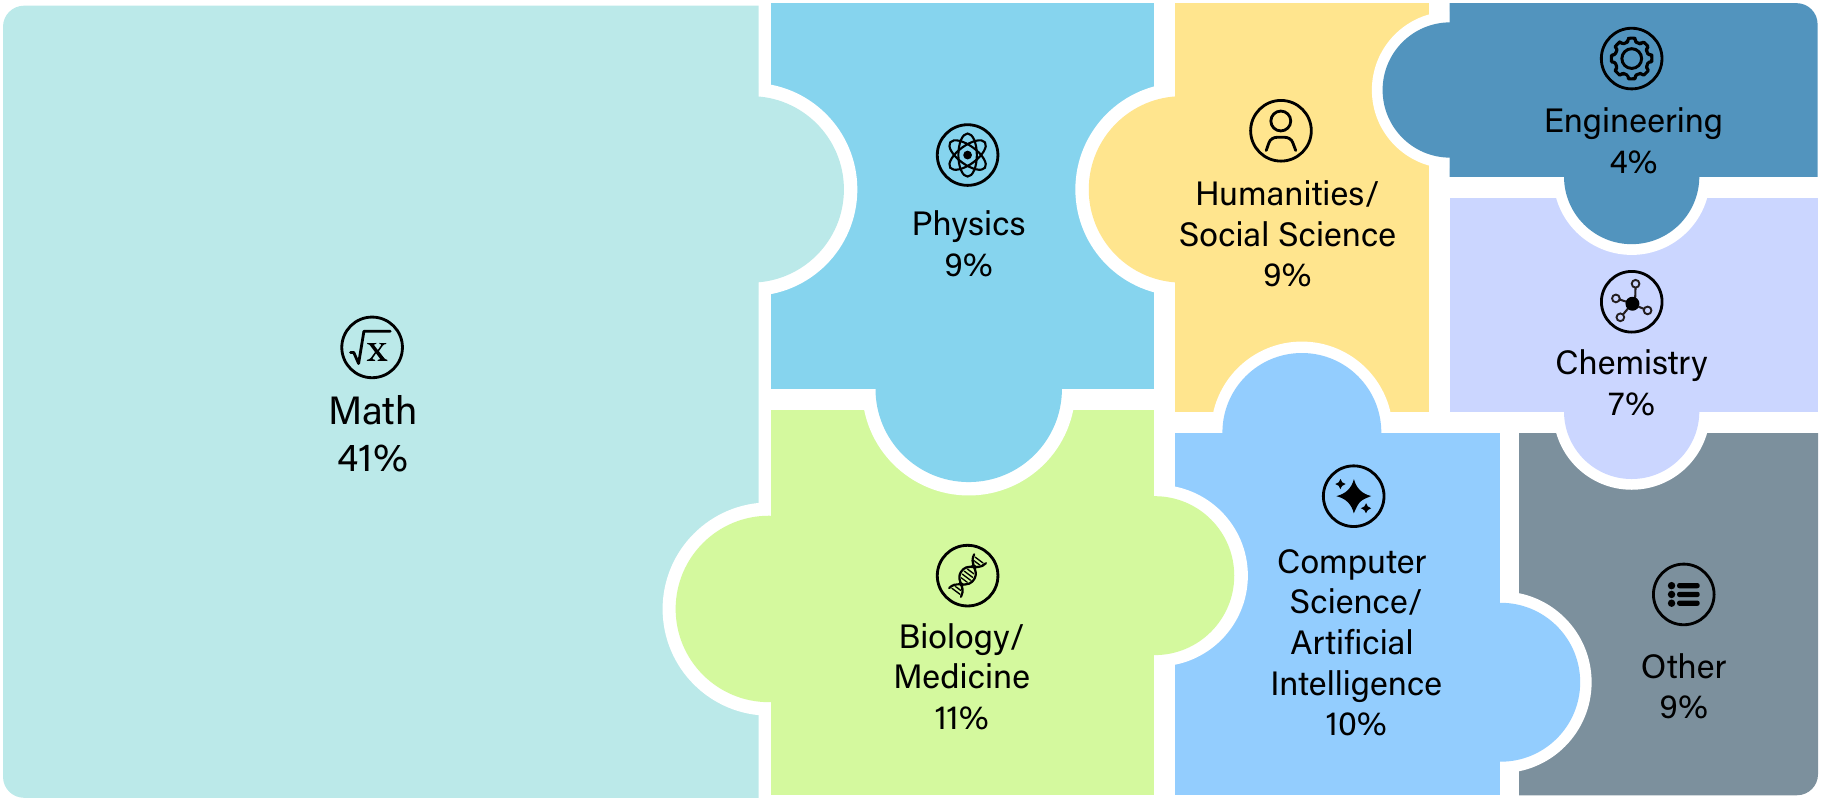 √x
Math
41%
Physics
9%
Biology/
Medicine
11%
Humanities/
Social Science
9%
Computer
Science/
Artificial
Intelligence
10%
Engineering
4%
Chemistry
7%
Other
9%